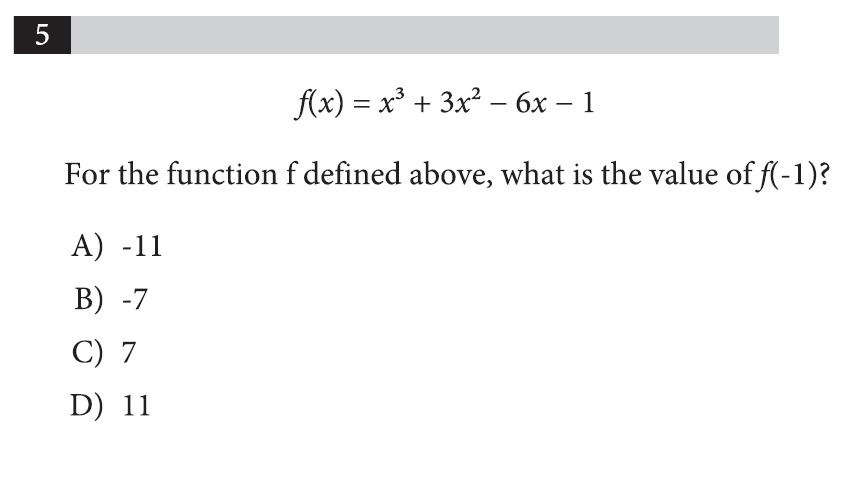 5
f(x) = x³ + 3x² − 6x − 1
For the function f defined above, what is the value of f(-1)?
A) -11
B) -7
C) 7
D) 11